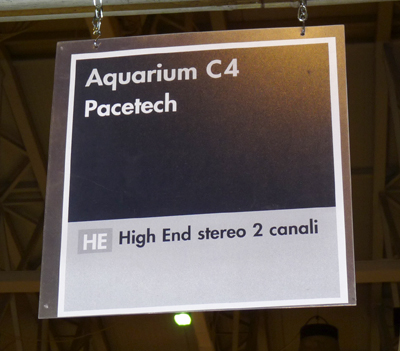 Aquarium C4
Pacetech
HE High End stereo 2 canali